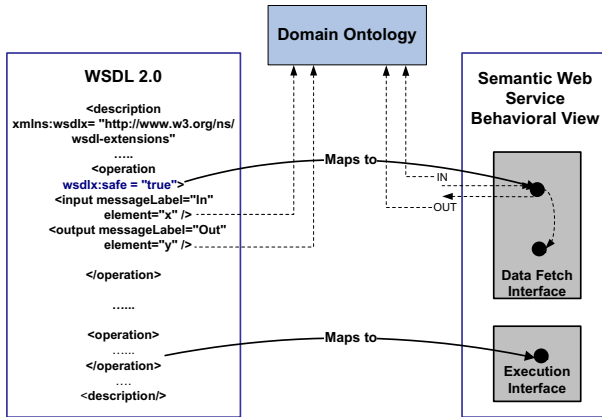 Domain Ontology
WSDL 2.0
<description
xmlns:wsdlx= "http://www.w3.org/ns/
wsdl-extensions"
…..
<operation
wsdlx:safe = "true">
<input messageLabel="In"
element="x" />
<output messageLabel="Out"
element="y" />
</operation>
…...
<operation>
…...
</operation>
….
<description/>
Maps to
Maps to
IN
OUT
Semantic Web
Service
Behavioral View
Data Fetch
Interface
Execution
Interface